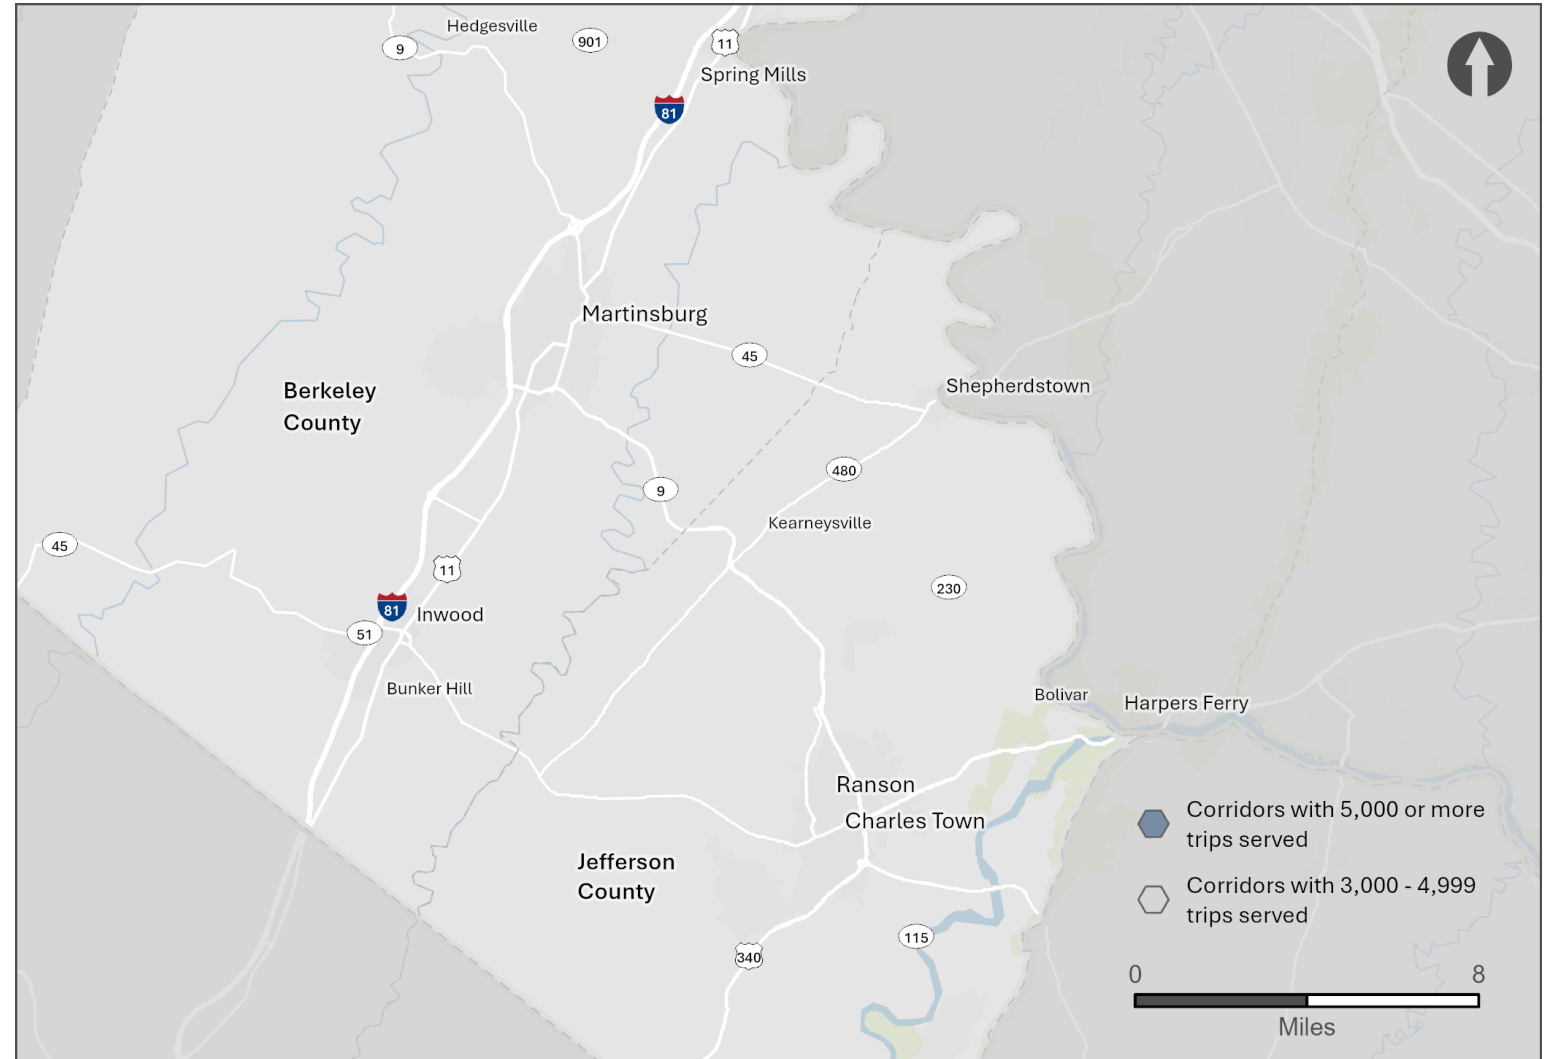 Hedgesville
901
11
9
Spring Mills
81
Martinsburg
45
Berkeley
County
Shepherdstown
480
9
Kearneysville
45
11
230
81
Inwood
51
Bunker Hill
Bolivar
Harpers Ferry
Ranson
Charles Town
Jefferson
County
115
340
Corridors with 5,000 or more
trips served
Corridors with 3,000 - 4,999
trips served
0
8
Miles